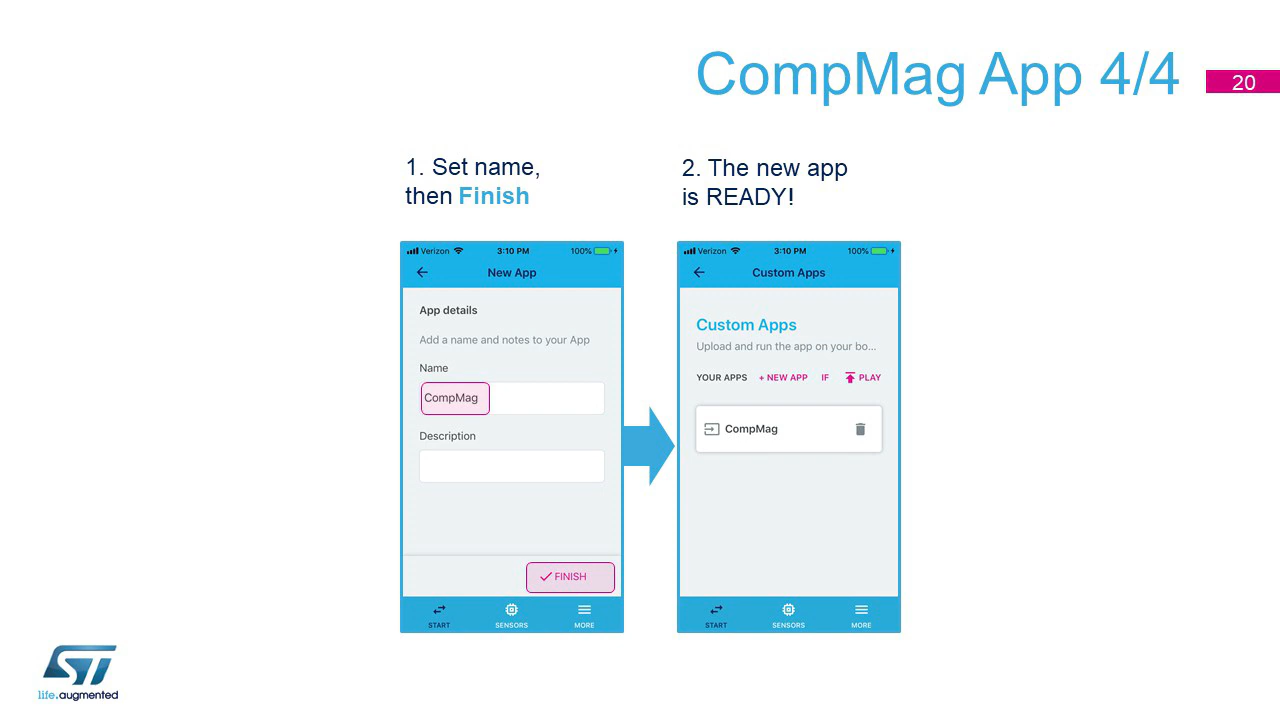 CompMag App 4/4
20
1. Set name,
then Finish
2. The new app
is READY!
Verizon 3:10 PM 100%
New App
App details
Add a name and notes to your App
Name
CompMag
Description
FINISH
START SENSORS MORE
Verizon 3:10 PM 100%
Custom Apps
Custom Apps
Upload and run the app on your bo...
YOUR APPS + NEW APP IF PLAY
CompMag
START SENSORS MORE
ST
life.augmented